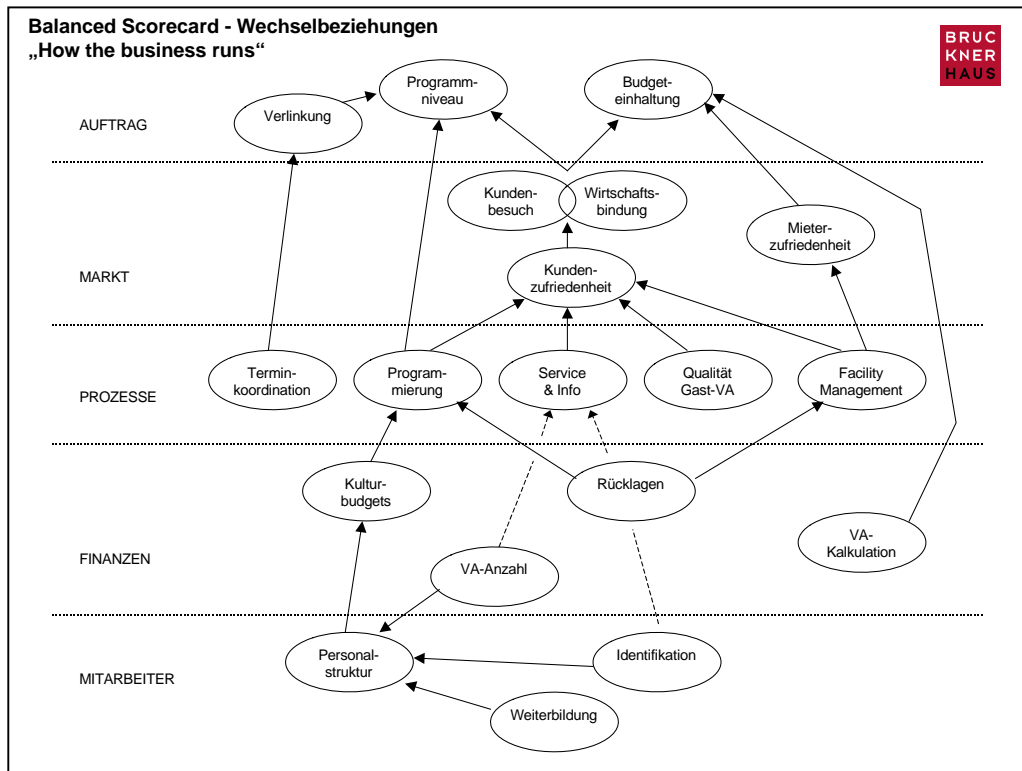 Balanced Scorecard - Wechselbeziehungen
„How the business runs“
BRUC
KNER
HAUS
Programm-
niveau
Budget-
einhaltung
Verlinkung
AUFTRAG
Kunden-
besuch
Wirtschafts-
bindung
Mieter-
zufriedenheit
Kunden-
zufriedenheit
MARKT
Termin-
koordination
Program-
mierung
Service
& Info
Qualität
Gast-VA
Facility
Management
PROZESSE
Kultur-
budgets
Rücklagen
VA-
Kalkulation
FINANZEN
VA-Anzahl
Personal-
struktur
Identifikation
MITARBEITER
Weiterbildung